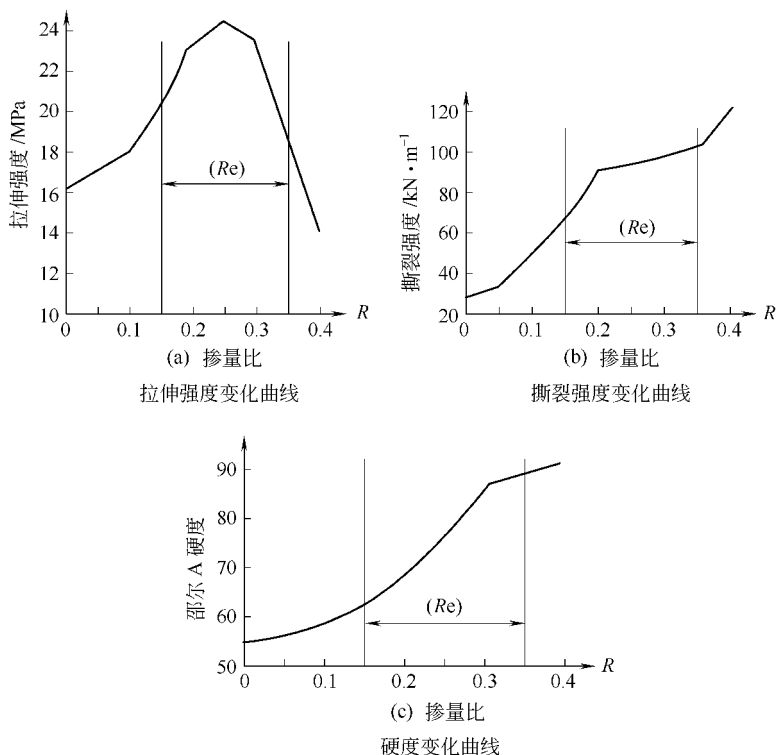 拉伸强度 /MPa
24
22
20
18
16
14
12
10
(Re)
0 0.1 0.2 0.3 0.4 R
(a) 掺量比
拉伸强度变化曲线
撕裂强度 /kN·m⁻¹
120
100
80
60
40
20
(Re)
0 0.1 0.2 0.3 0.4 R
(b) 掺量比
撕裂强度变化曲线
邵尔 A 硬度
90
80
70
60
50
(Re)
0 0.1 0.2 0.3 0.4 R
(c) 掺量比
硬度变化曲线